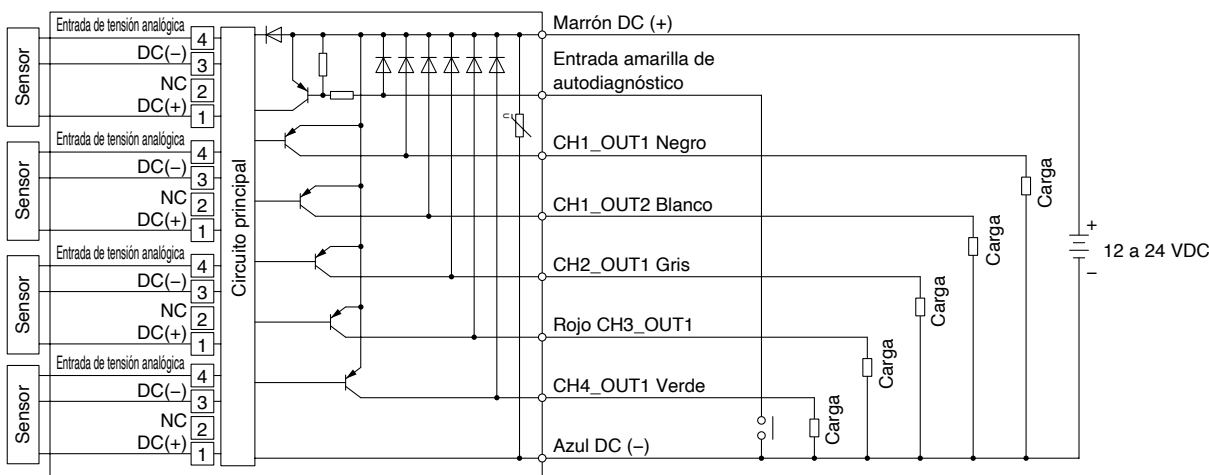 Sensor
Entrada de tensión analógica
4
DC(−)
3
NC
2
DC(+)
1
Sensor
Entrada de tensión analógica
4
DC(−)
3
NC
2
DC(+)
1
Sensor
Entrada de tensión analógica
4
DC(−)
3
NC
2
DC(+)
1
Sensor
Entrada de tensión analógica
4
DC(−)
3
NC
2
DC(+)
1
Circuito principal
Marrón DC (+)
Entrada amarilla de
autodiagnóstico
CH1_OUT1 Negro
CH1_OUT2 Blanco
CH2_OUT1 Gris
Rojo CH3_OUT1
CH4_OUT1 Verde
Azul DC (−)
Carga
Carga
Carga
Carga
Carga
+
12 a 24 VDC
−